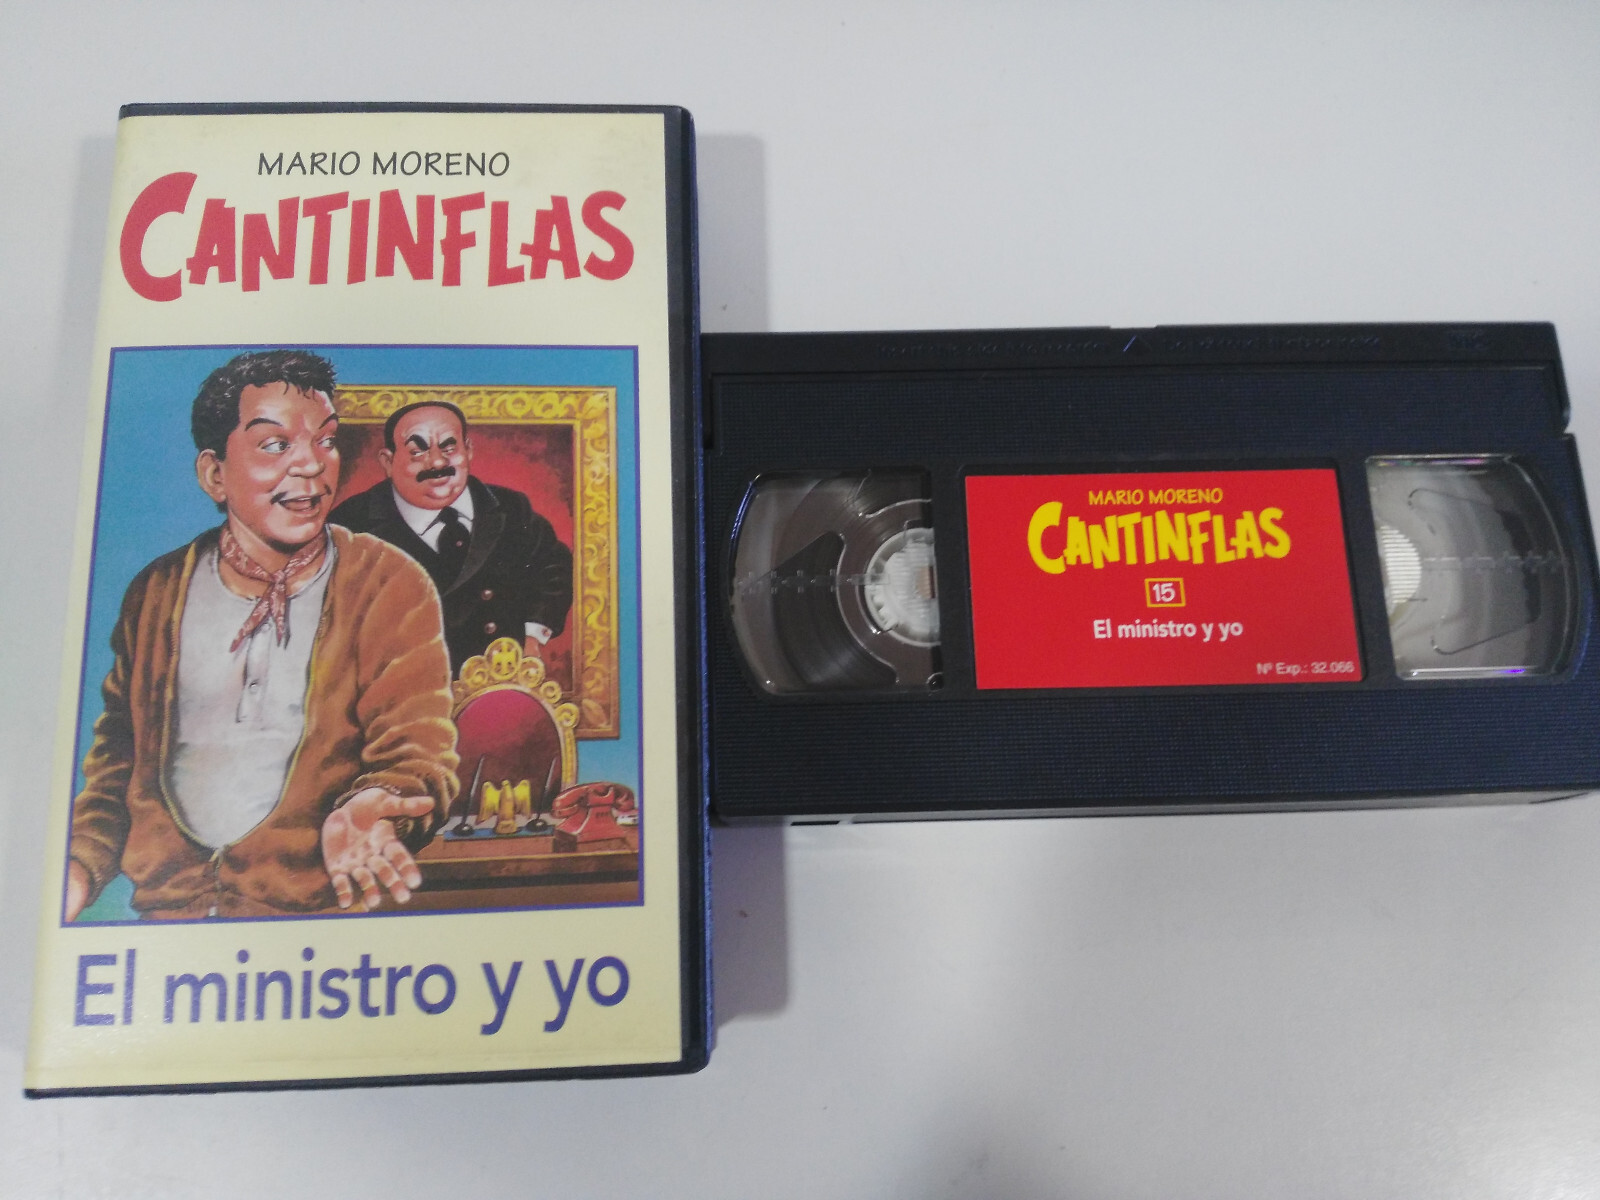 MARIO MORENO
CANTINFLAS
El ministro y yo
MARIO MORENO
CANTINFLAS
15
El ministro y yo
Nº Exp.: 32.066